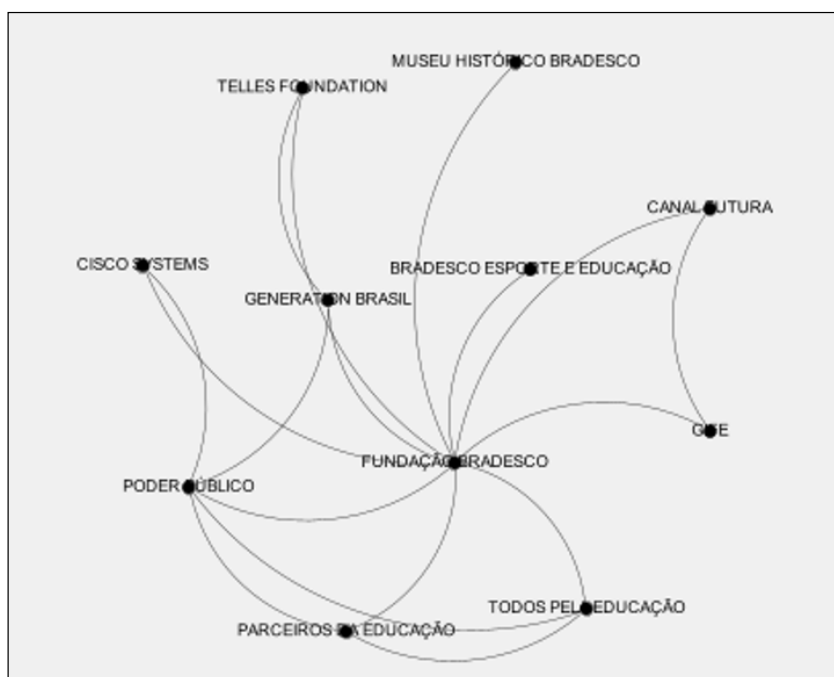 MUSEU HISTÓRICO BRADESCO
TELLES FOUNDATION
CANAL FUTURA
CISCO SYSTEMS
BRADESCO ESPORTE E EDUCAÇÃO
GENERATION BRASIL
GIFE
FUNDAÇÃO BRADESCO
PODER PÚBLICO
TODOS PELA EDUCAÇÃO
PARCEIROS DA EDUCAÇÃO